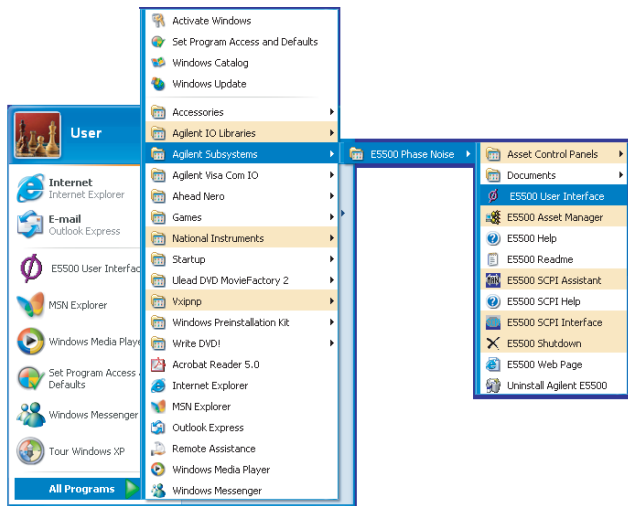 User
Internet
Internet Explorer
E-mail
Outlook Express
E5500 User Interfac
MSN Explorer
Windows Media Playe
Set Program Access
Defaults
Windows Messenger
Tour Windows XP
All Programs
Activate Windows
Set Program Access and Defaults
Windows Catalog
Windows Update
Accessories
Agilent IO Libraries
Agilent Subsystems
Agilent Visa Com IO
Ahead Nero
Games
National Instruments
Startup
Ulead DVD MovieFactory 2
Vxipnp
Windows Preinstallation Kit
Write DVD!
Acrobat Reader 5.0
Internet Explorer
MSN Explorer
Outlook Express
Remote Assistance
Windows Media Player
Windows Messenger
E5500 Phase Noise
Asset Control Panels
Documents
E5500 User Interface
E5500 Asset Manager
E5500 Help
E5500 Readme
E5500 SCPI Assistant
E5500 SCPI Help
E5500 SCPI Interface
E5500 Shutdown
E5500 Web Page
Uninstall Agilent E5500